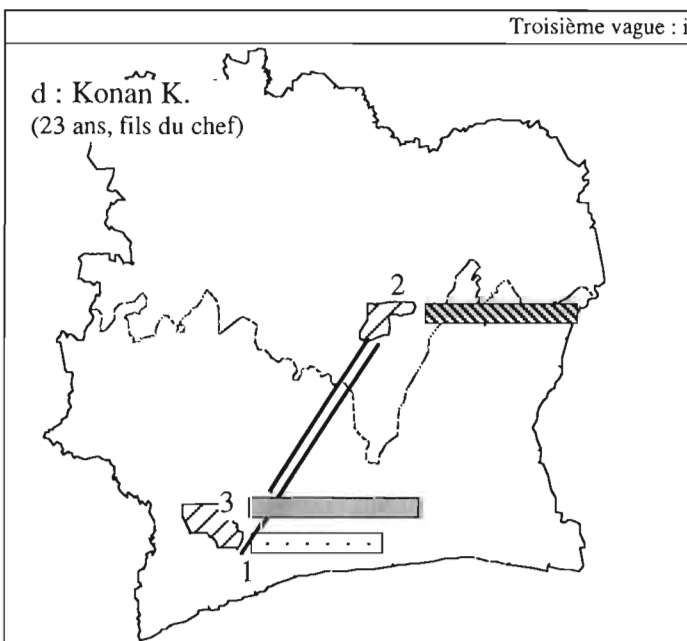 Troisième vague : i
d : Konan K.
(23 ans, fils du chef)
2
3
1